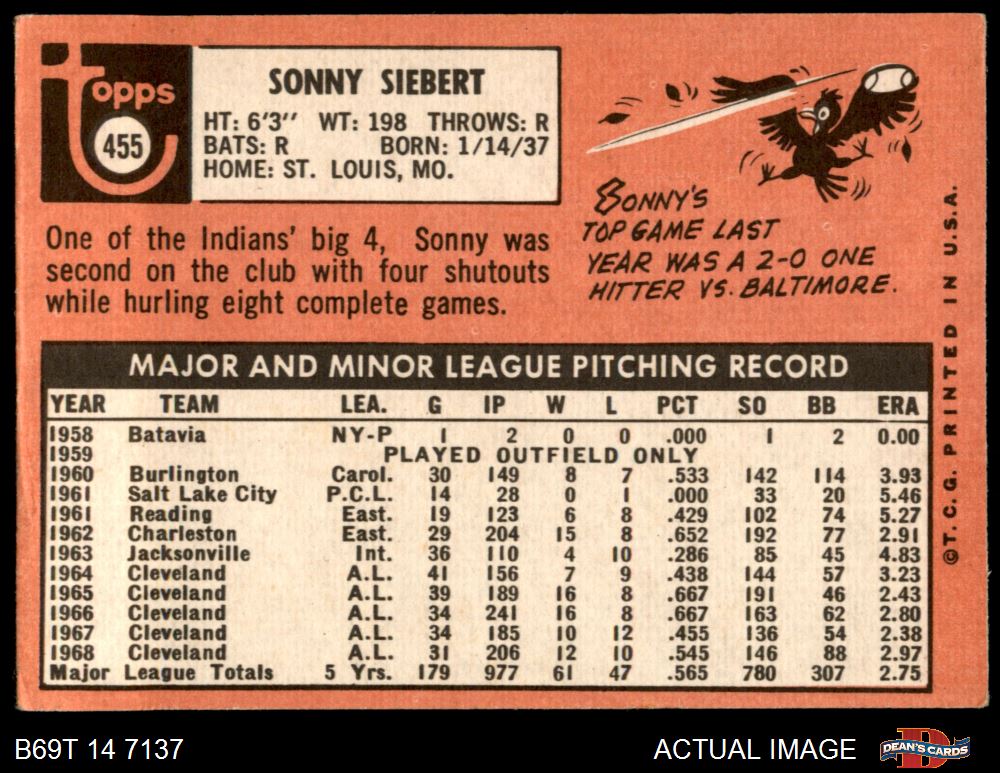 topps
455
SONNY SIEBERT
HT: 6'3" WT: 198 THROWS: R
BATS: R BORN: 1/14/37
HOME: ST. LOUIS, MO.
One of the Indians' big 4, Sonny was
second on the club with four shutouts
while hurling eight complete games.
SONNY'S
TOP GAME LAST
YEAR WAS A 2-0 ONE
HITTER VS. BALTIMORE.
©T. C. G. PRINTED IN U.S.A.
MAJOR AND MINOR LEAGUE PITCHING RECORD
YEAR TEAM LEA. G IP W L PCT SO BB ERA
1958 Batavia NY-P 1 2 0 0 .000 1 2 0.00
1959 PLAYED OUTFIELD ONLY
1960 Burlington Carol. 30 149 8 7 .533 142 114 3.93
1961 Salt Lake City P.C.L. 14 28 0 1 .000 33 20 5.46
1961 Reading East. 19 123 6 8 .429 102 74 5.27
1962 Charleston East. 29 204 15 8 .652 192 77 2.91
1963 Jacksonville Int. 36 110 4 10 .286 85 45 4.83
1964 Cleveland A.L. 41 156 7 9 .438 144 57 3.23
1965 Cleveland A.L. 39 189 16 8 .667 191 46 2.43
1966 Cleveland A.L. 34 241 16 8 .667 163 62 2.80
1967 Cleveland A.L. 34 185 10 12 .455 136 54 2.38
1968 Cleveland A.L. 31 206 12 10 .545 146 88 2.97
Major League Totals 5 Yrs. 179 977 61 47 .565 780 307 2.75
B69T 14 7137
ACTUAL IMAGE
DEAN'S CARDS